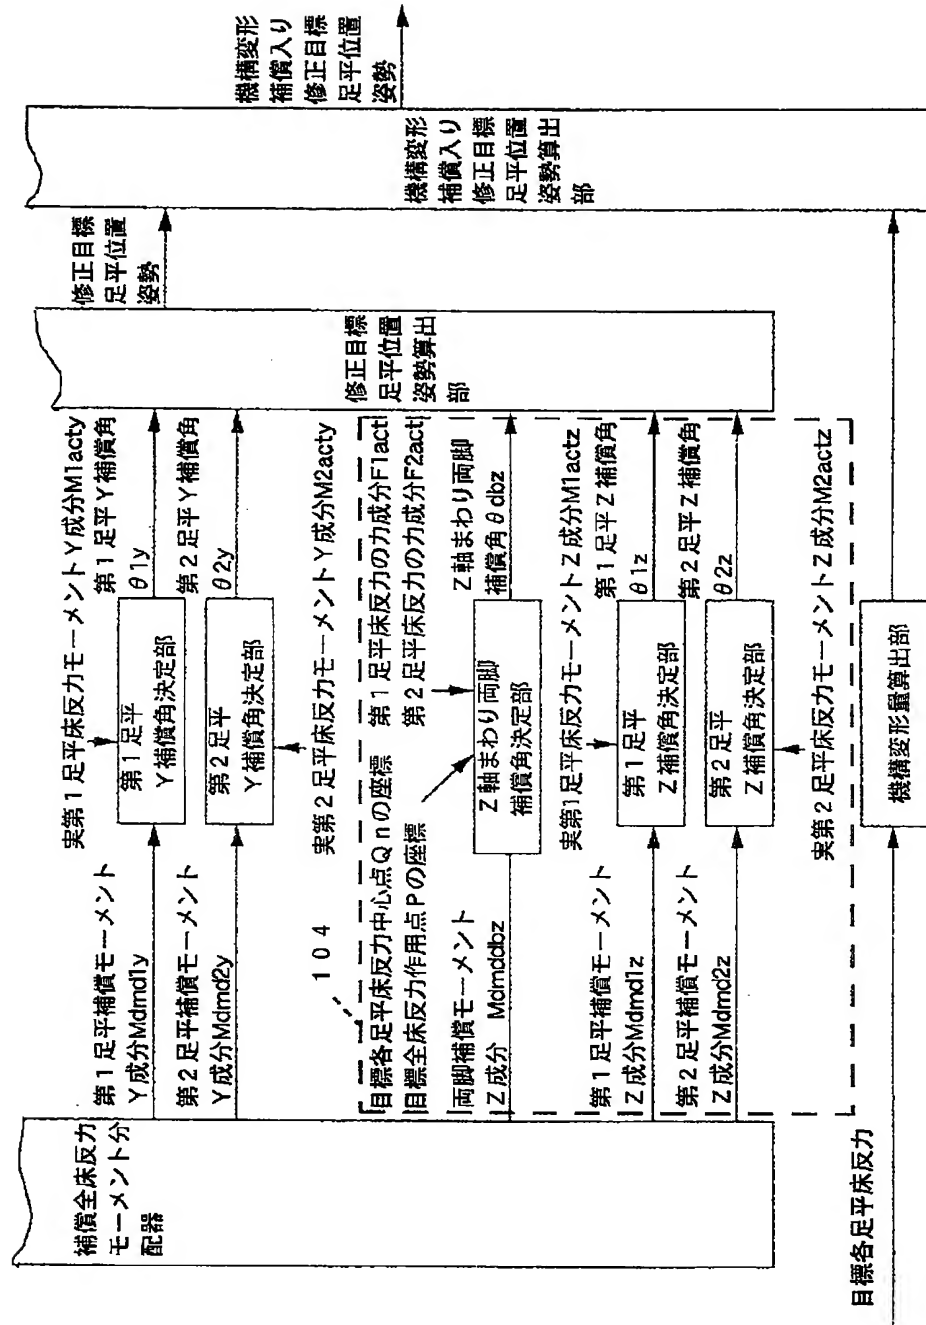 補償全床反力
モーメント分
配器
第1足平補償モーメント
Y成分Mdmd1y
第2足平補償モーメント
Y成分Mdmd2y
104
実第1足平床反力モーメントY成分M1acty
第1足平
Y補償角決定部
第1足平Y補償角
θ1y
第2足平
Y補償角決定部
第2足平Y補償角
θ2y
実第2足平床反力モーメントY成分M2acty
目標各足平床反力中心点Qnの座標
目標全床反力作用点Pの座標
第1足平床反力の力成分F1act
第2足平床反力の力成分F2act
両脚補償モーメント
Z成分 Mdmddbz
Z軸まわり両脚
補償角決定部
Z軸まわり両脚
補償角θdbz
実第1足平床反力モーメントZ成分M1actz
第1足平補償モーメント
Z成分Mdmd1z
第1足平
Z補償角決定部
第1足平Z補償角
θ1z
第2足平補償モーメント
Z成分Mdmd2z
第2足平
Z補償角決定部
第2足平Z補償角
θ2z
実第2足平床反力モーメントZ成分M2actz
目標各足平床反力
機構変形量算出部
修正目標
足平位置
姿勢算出
部
修正目標
足平位置
姿勢
機構変形
補償入り
修正目標
足平位置
姿勢算出
部
機構変形
補償入り
修正目標
足平位置
姿勢